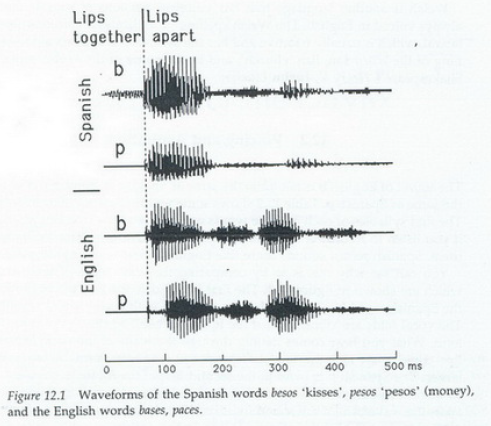 Lips together
Lips apart
Spanish
b
p
English
b
p
0 100 200 300 400 500 ms
Figure 12.1 Waveforms of the Spanish words besos 'kisses', pesos 'pesos' (money),
and the English words bases, paces.